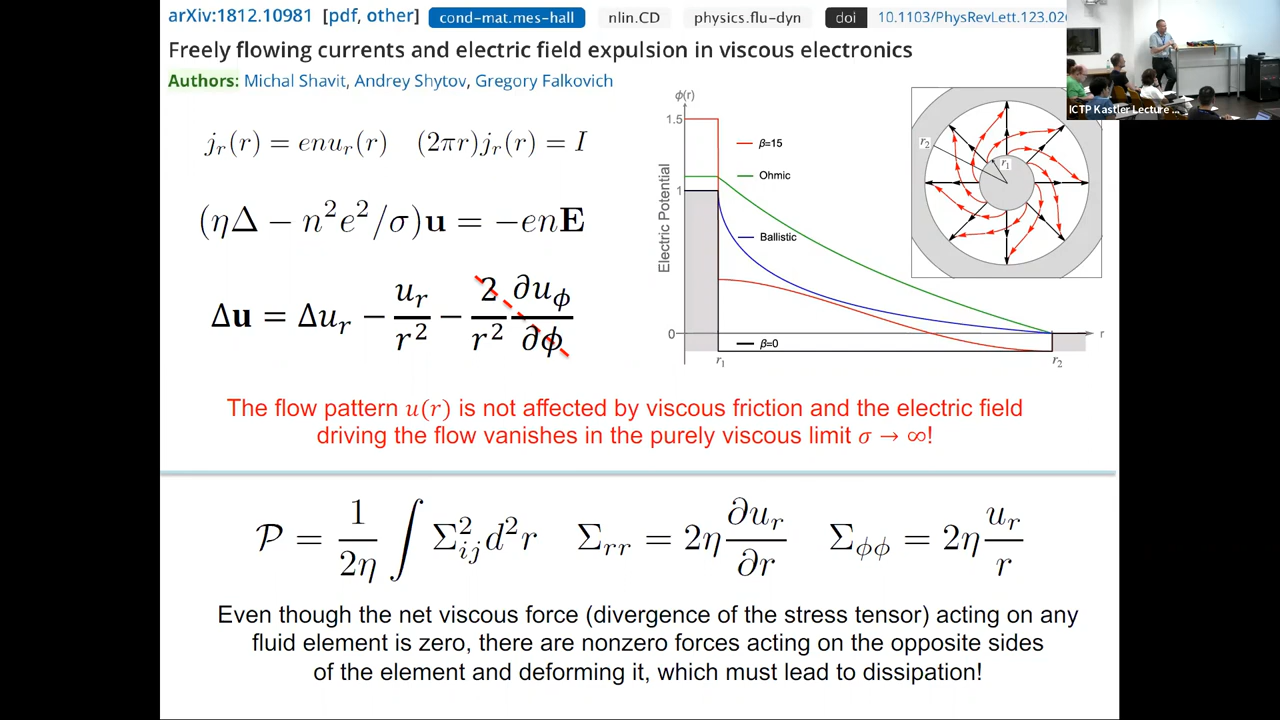 arXiv:1812.10981 [pdf, other] cond-mat.mes-hall nlin.CD physics.flu-dyn doi 10.1103/PhysRevLett.123.02
Freely flowing currents and electric field expulsion in viscous electronics
Authors: Michal Shavit, Andrey Shytov, Gregory Falkovich
ICTP Kastler Lecture ...
j_r(r) = enu_r(r) (2πr)j_r(r) = I
(ηΔ − n²e²/σ)𝐮 = −en𝐄
Δ𝐮 = Δu_r − u_r/r² − 2/r² ∂u_ϕ/∂ϕ
ϕ(r)
1.5
1
0
Electric Potential
β=15
Ohmic
Ballistic
β=0
r₁
r₂
r
r₂
r₁
The flow pattern u(r) is not affected by viscous friction and the electric field
driving the flow vanishes in the purely viscous limit σ → ∞!
𝒫 = 1/2η ∫ Σ²_ij d²r Σ_rr = 2η ∂u_r/∂r Σ_ϕϕ = 2η u_r/r
Even though the net viscous force (divergence of the stress tensor) acting on any
fluid element is zero, there are nonzero forces acting on the opposite sides
of the element and deforming it, which must lead to dissipation!